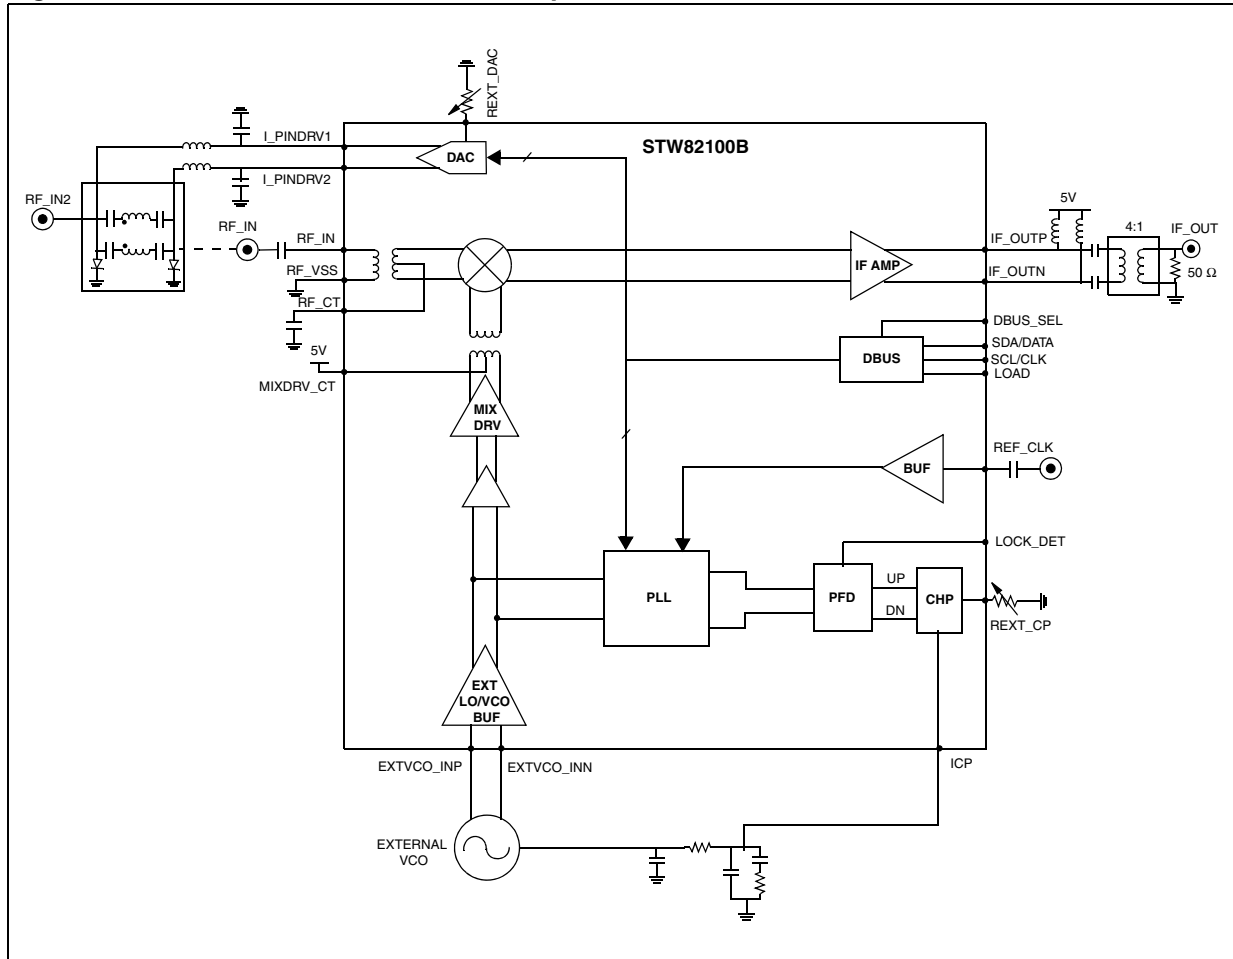 REXT_DAC
I_PINDRV1
STW82100B
DAC
I_PINDRV2
RF_IN2
5V
RF_IN
RF_IN
4:1
IF_OUT
IF_OUTP
IF AMP
RF_VSS
IF_OUTN
50 Ω
RF_CT
DBUS_SEL
5V
SDA/DATA
DBUS
SCL/CLK
LOAD
MIXDRV_CT
MIX
DRV
REF_CLK
BUF
LOCK_DET
UP
PLL
PFD
CHP
DN
REXT_CP
EXT
LO/VCO
BUF
EXTVCO_INP
EXTVCO_INN
ICP
EXTERNAL
VCO